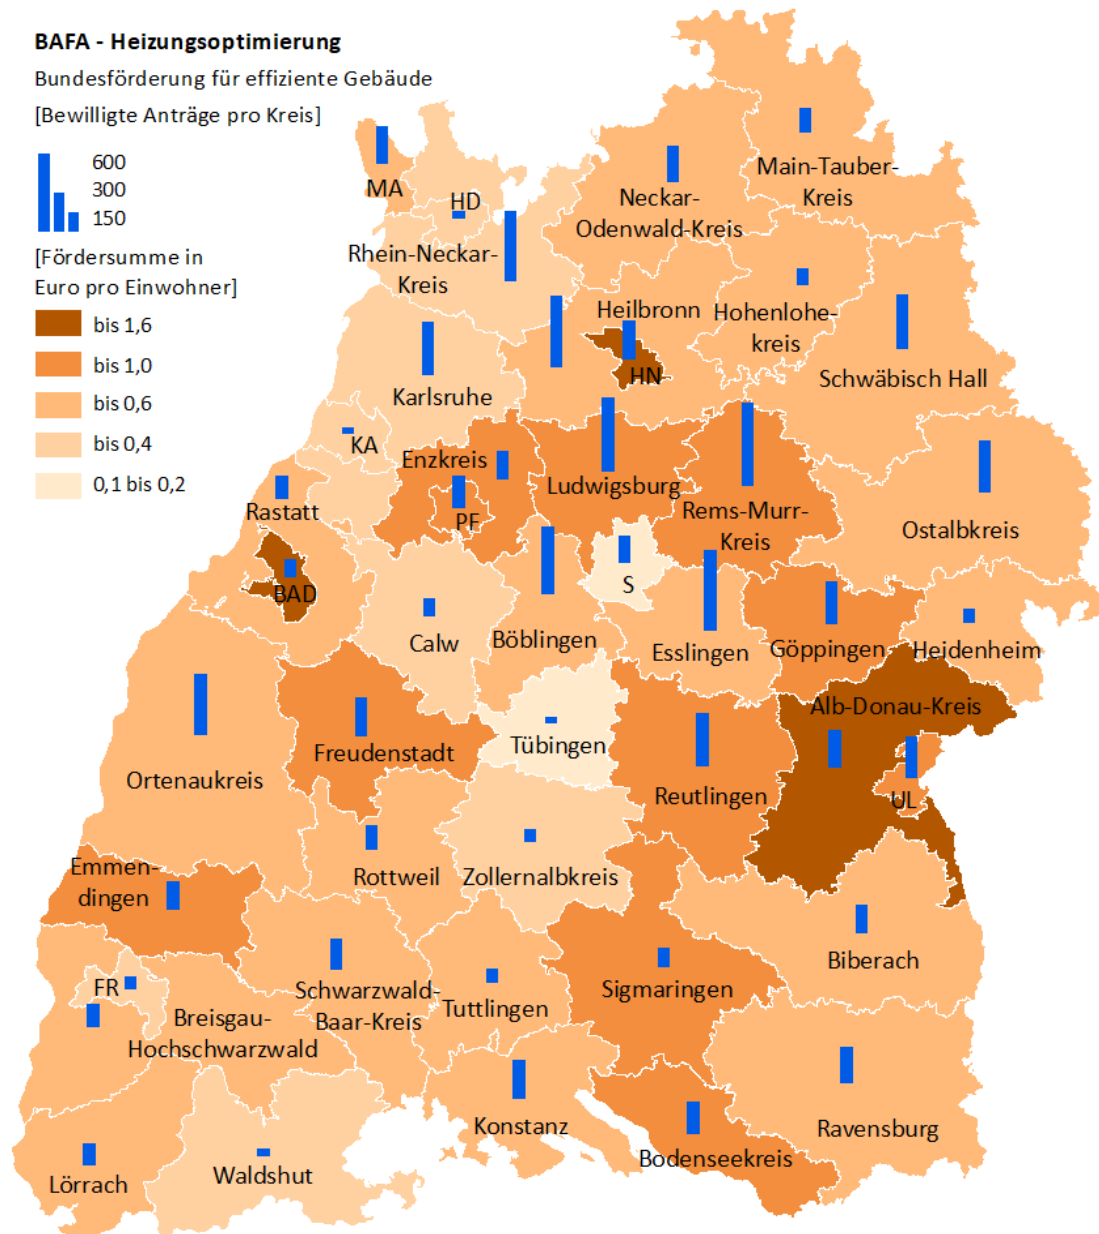 BAFA - Heizungsoptimierung
Bundesförderung für effiziente Gebäude
[Bewilligte Anträge pro Kreis]
600
300
150
[Fördersumme in
Euro pro Einwohner]
bis 1,6
bis 1,0
bis 0,6
bis 0,4
0,1 bis 0,2
MA
HD
Rhein-Neckar-
Kreis
Neckar-
Odenwald-Kreis
Main-Tauber-
Kreis
Heilbronn
HN
Hohenlohe-
kreis
Schwäbisch Hall
Karlsruhe
KA
Enzkreis
PF
Ludwigsburg
Rems-Murr-
Kreis
Ostalbkreis
Rastatt
BAD
Calw
Böblingen
S
Esslingen
Göppingen
Heidenheim
Alb-Donau-Kreis
UL
Ortenaukreis
Freudenstadt
Tübingen
Reutlingen
Emmen-
dingen
Rottweil
Zollernalbkreis
Biberach
FR
Breisgau-
Hochschwarzwald
Schwarzwald-
Baar-Kreis
Tuttlingen
Sigmaringen
Konstanz
Ravensburg
Bodenseekreis
Lörrach
Waldshut